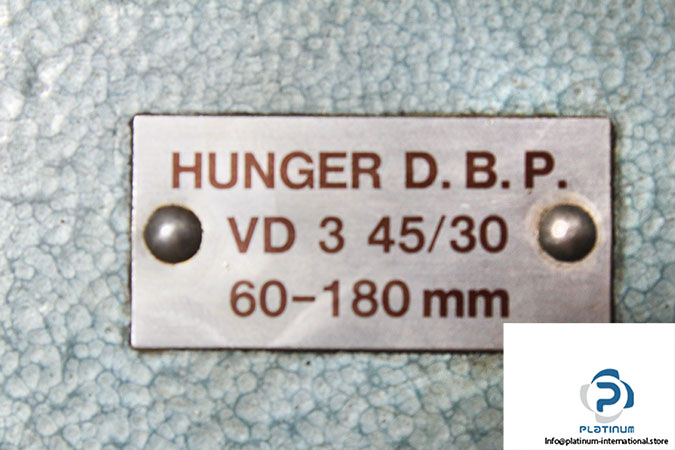 HUNGER D.B.P.
VD 3 45/30
60-180 mm
PLATINUM
Info@platinum-international.store